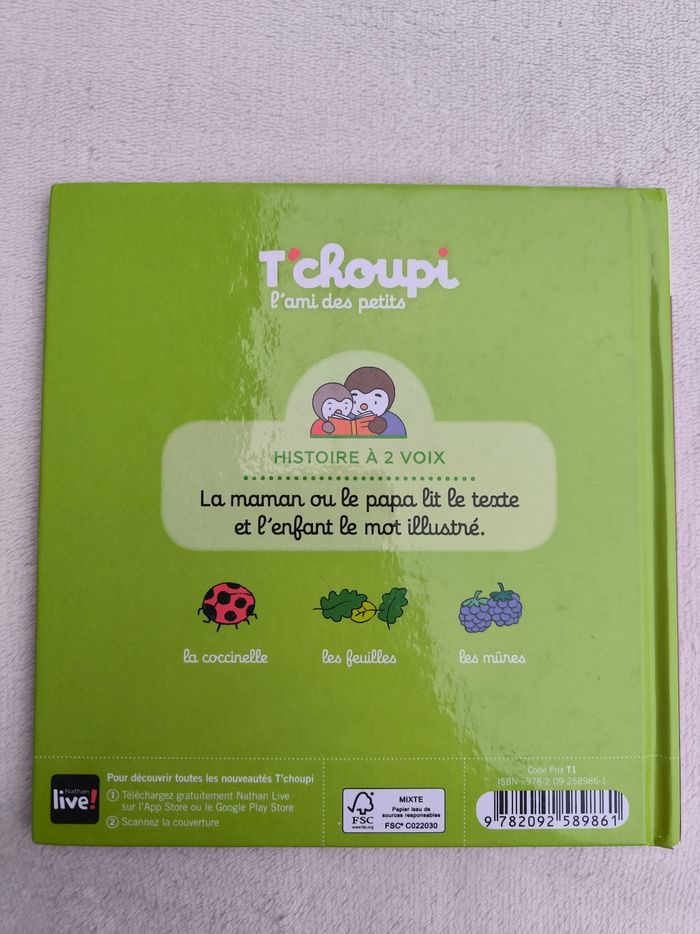 T'choupi
l'ami des petits
HISTOIRE À 2 VOIX
La maman ou le papa lit le texte
et l'enfant le mot illustré.
la coccinelle
les feuilles
les mûres
Nathan
live!
Pour découvrir toutes les nouveautés T'choupi
1 Téléchargez gratuitement Nathan Live
sur l'App Store ou le Google Play Store
2 Scannez la couverture
FSC
www.fsc.org
MIXTE
Papier issu de
sources responsables
FSC® C022030
Code Prix T1
ISBN : 978-2-09-258986-1
9 782092 589861